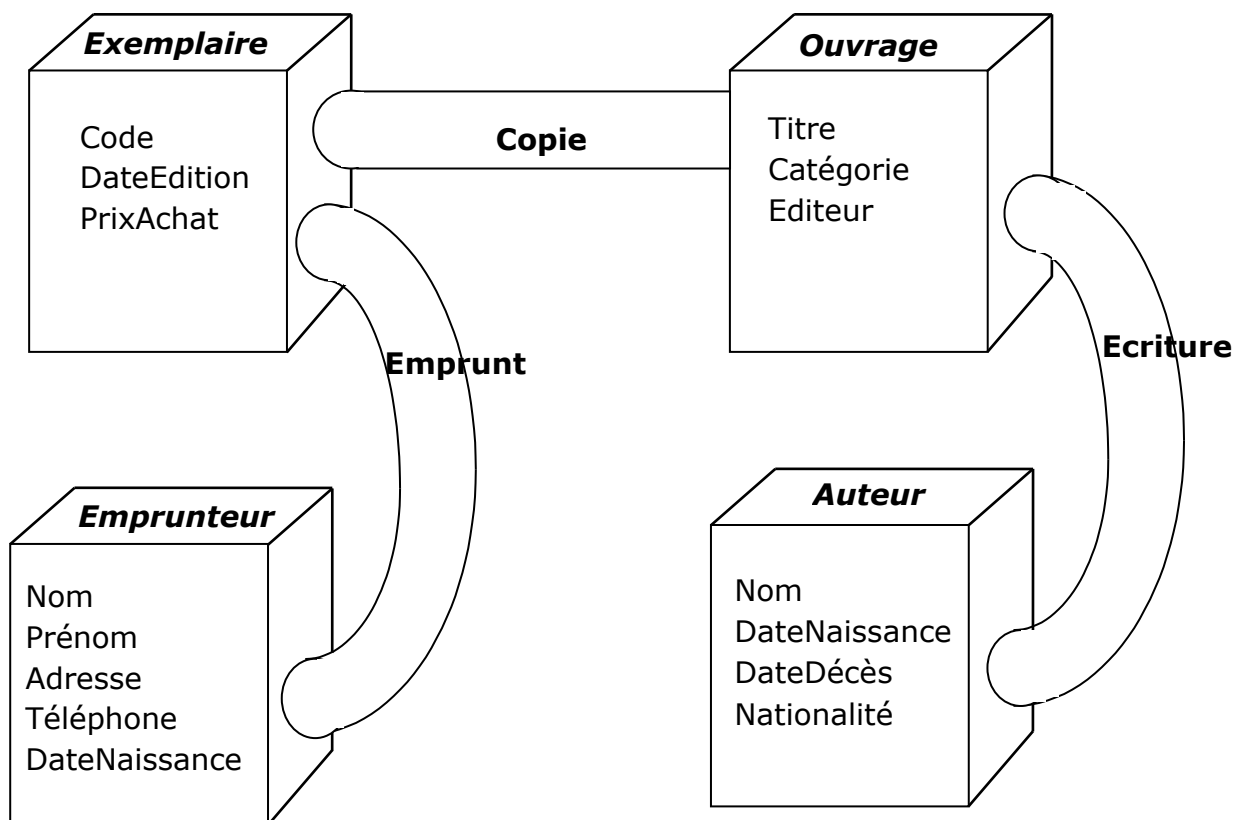 Exemplaire
Code
DateEdition
PrixAchat
Copie
Ouvrage
Titre
Catégorie
Editeur
Emprunt
Ecriture
Emprunteur
Nom
Prénom
Adresse
Téléphone
DateNaissance
Auteur
Nom
DateNaissance
DateDécès
Nationalité